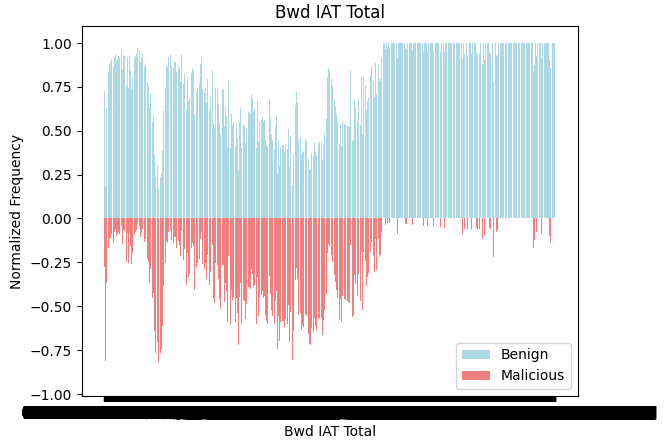 Bwd IAT Total
1.00
0.75
0.50
0.25
0.00
−0.25
−0.50
−0.75
−1.00
Normalized Frequency
Benign
Malicious
Bwd IAT Total